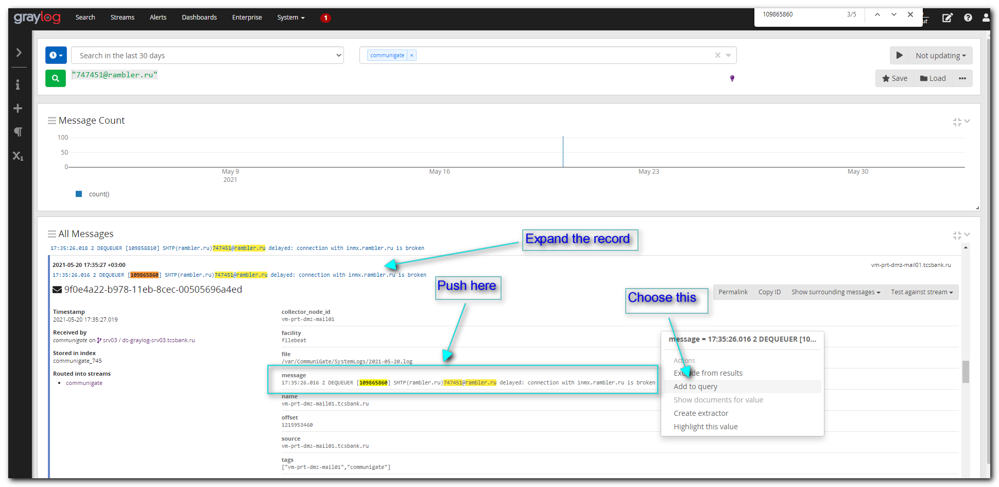 graylog
Search Streams Alerts Dashboards Enterprise System 1
109865860 3/5
ut
Search in the last 30 days
communigate ×
Not updating
"747451@rambler.ru"
Save Load
Message Count
100
50
0
May 9 May 16 May 23 May 30
2021
count()
All Messages
17:35:26.018 2 DEQUEUER [109858810] SMTP(rambler.ru)747451@rambler.ru delayed: connection with inmx.rambler.ru is broken
Expand the record
2021-05-20 17:35:27 +03:00
vm-prt-dmz-mail01.tcsbank.ru
17:35:26.016 2 DEQUEUER [109865860] SMTP(rambler.ru)747451@rambler.ru delayed: connection with inmx.rambler.ru is broken
Push here
9f0e4a22-b978-11eb-8cec-00505696a4ed
Permalink Copy ID Show surrounding messages Test against stream
Choose this
Timestamp
2021-05-20 17:35:27.019
Received by
communigate on srv03 / ds-graylog-srv03.tcsbank.ru
Stored in index
communigate_745
Routed into streams
communigate
collector_node_id
vm-prt-dmz-mail01
facility
filebeat
file
/var/CommuniGate/SystemLogs/2021-05-20.log
message
17:35:26.016 2 DEQUEUER [109865860] SMTP(rambler.ru)747451@rambler.ru delayed: connection with inmx.rambler.ru is broken
name
vm-prt-dmz-mail01.tcsbank.ru
offset
1215953460
source
vm-prt-dmz-mail01.tcsbank.ru
tags
["vm-prt-dmz-mail01","communigate"]
message = 17:35:26.016 2 DEQUEUER [10...
Actions
Exclude from results
Add to query
Show documents for value
Create extractor
Highlight this value